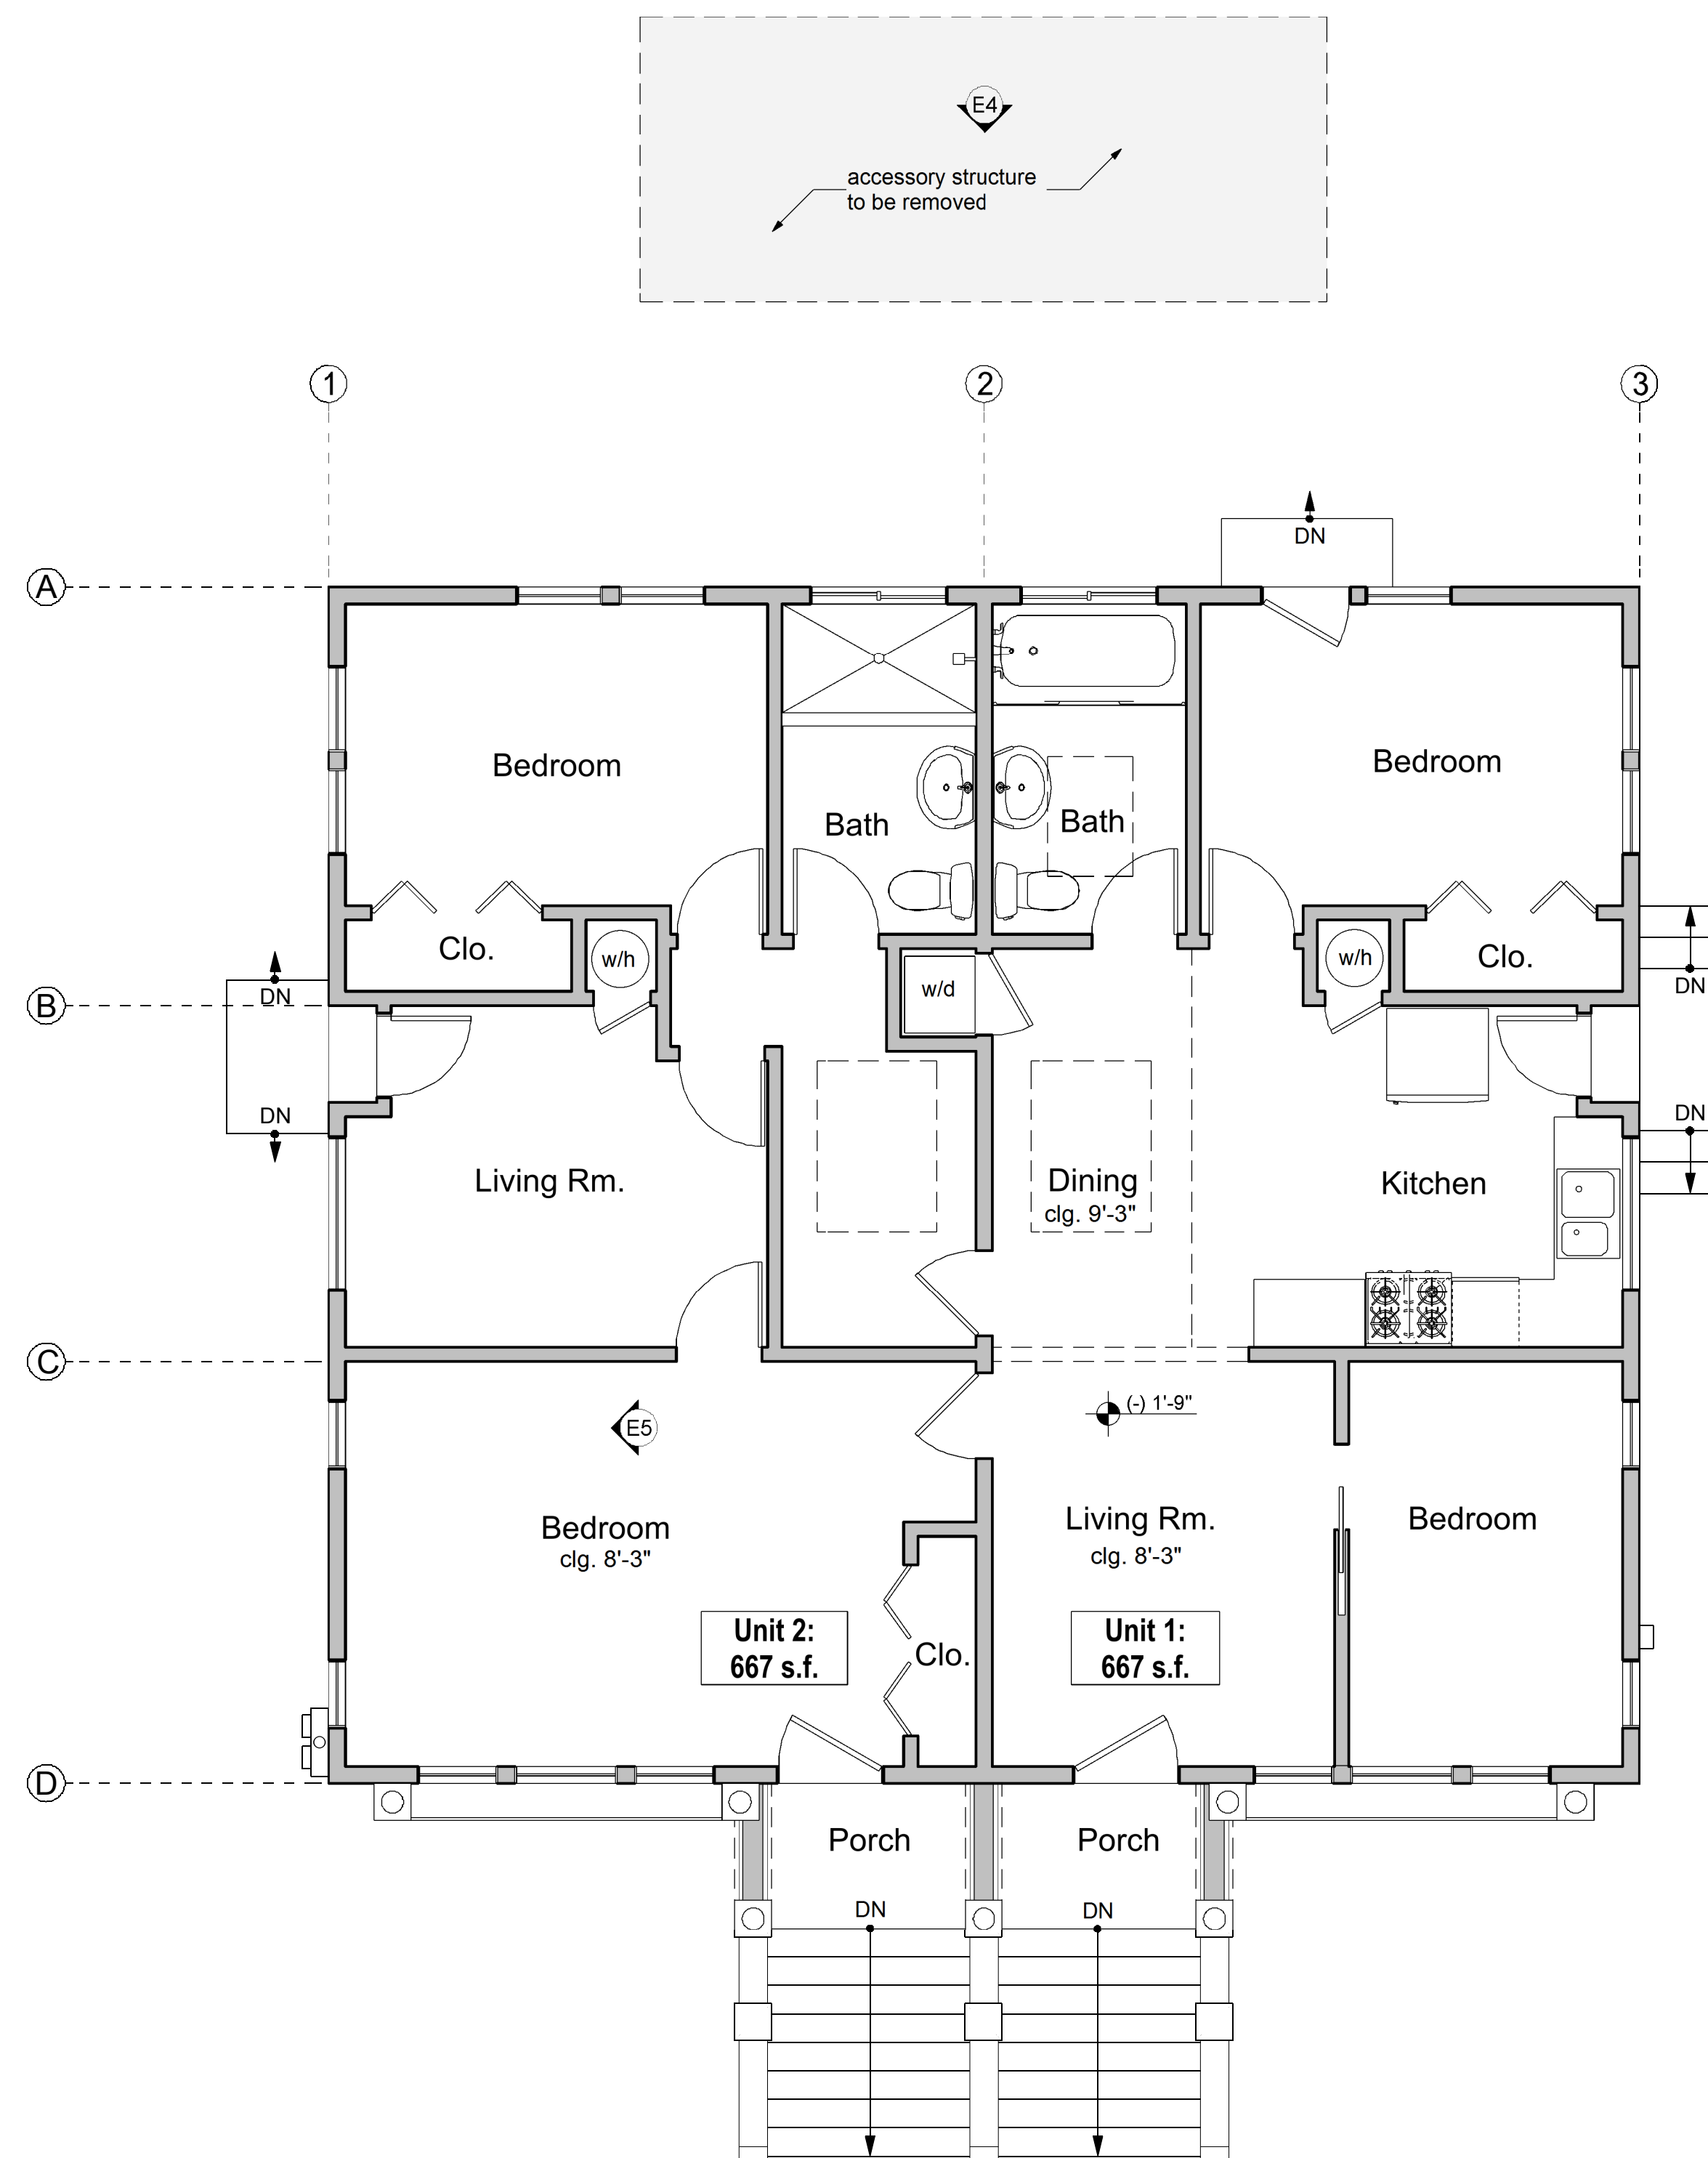 E4
accessory structure
to be removed
1
2
3
DN
A
Bedroom
Bedroom
Bath
Bath
Clo.
w/h
w/h
Clo.
w/d
DN
DN
B
DN
DN
Living Rm.
Dining
clg. 9'-3"
Kitchen
C
(-) 1'-9"
E5
Bedroom
clg. 8'-3"
Living Rm.
clg. 8'-3"
Bedroom
Unit 2:
667 s.f.
Clo.
Unit 1:
667 s.f.
D
Porch
Porch
DN
DN